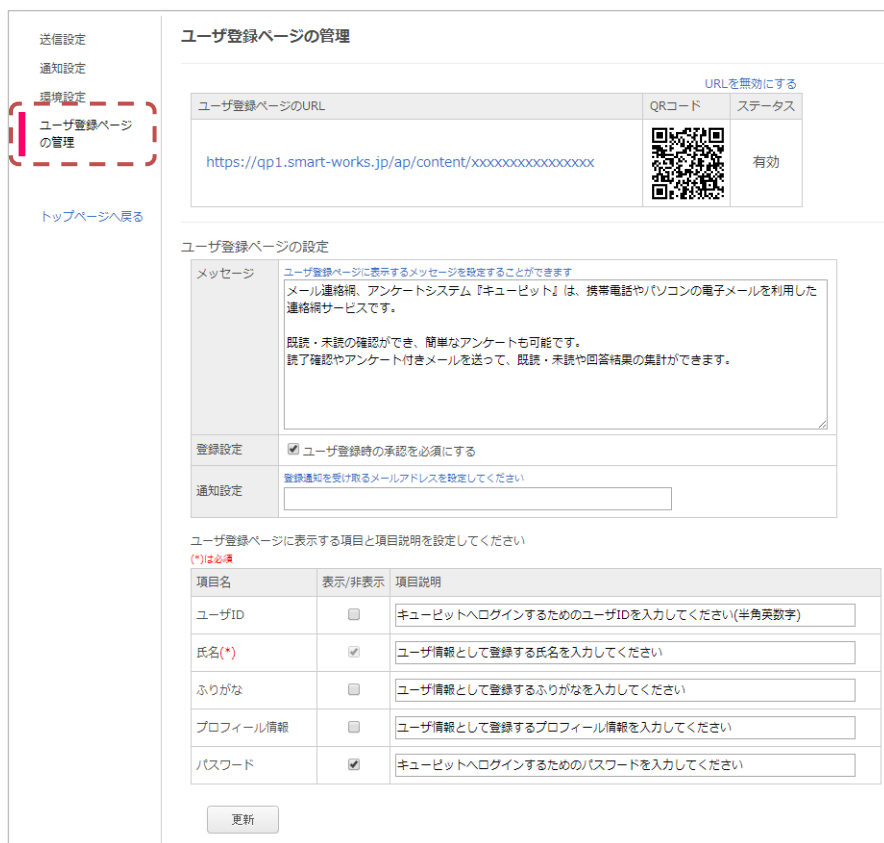 送信設定
通知設定
環境設定
ユーザ登録ページ
の管理
トップページへ戻る
ユーザ登録ページの管理
URLを無効にする
ユーザ登録ページのURL QRコード ステータス
https://qp1.smart-works.jp/ap/content/xxxxxxxxxxxxxxxx 有効
ユーザ登録ページの設定
メッセージ
ユーザ登録ページに表示するメッセージを設定することができます
メール連絡網、アンケートシステム『キューピット』は、携帯電話やパソコンの電子メールを利用した
連絡網サービスです。
既読・未読の確認ができ、簡単なアンケートも可能です。
読了確認やアンケート付きメールを送って、既読・未読や回答結果の集計ができます。
登録設定 ユーザ登録時の承認を必須にする
通知設定 登録通知を受け取るメールアドレスを設定してください
ユーザ登録ページに表示する項目と項目説明を設定してください
(*)は必須
項目名 表示/非表示 項目説明
ユーザID キューピットへログインするためのユーザIDを入力してください(半角英数字)
氏名(*) ユーザ情報として登録する氏名を入力してください
ふりがな ユーザ情報として登録するふりがなを入力してください
プロフィール情報 ユーザ情報として登録するプロフィール情報を入力してください
パスワード キューピットへログインするためのパスワードを入力してください
更新